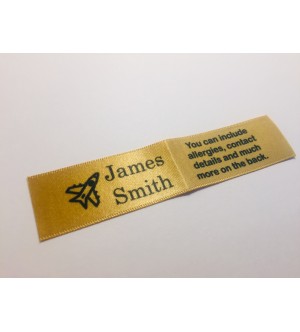 James
Smith
You can include
allergies, contact
details and much
more on the back.